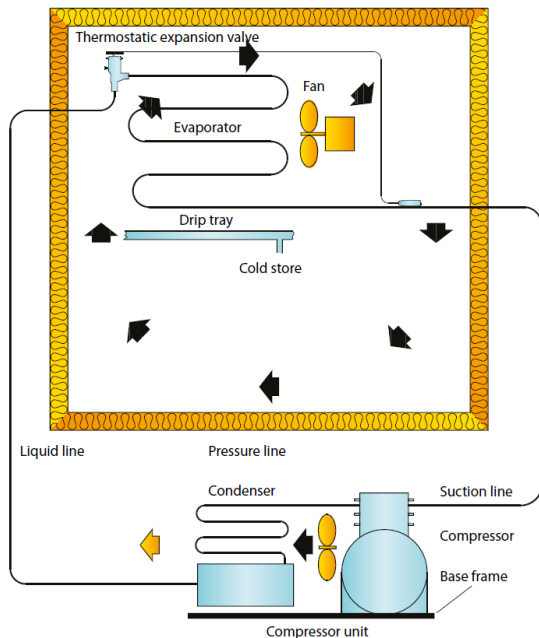 Thermostatic expansion valve
Fan
Evaporator
Drip tray
Cold store
Liquid line
Pressure line
Condenser
Suction line
Compressor
Base frame
Compressor unit